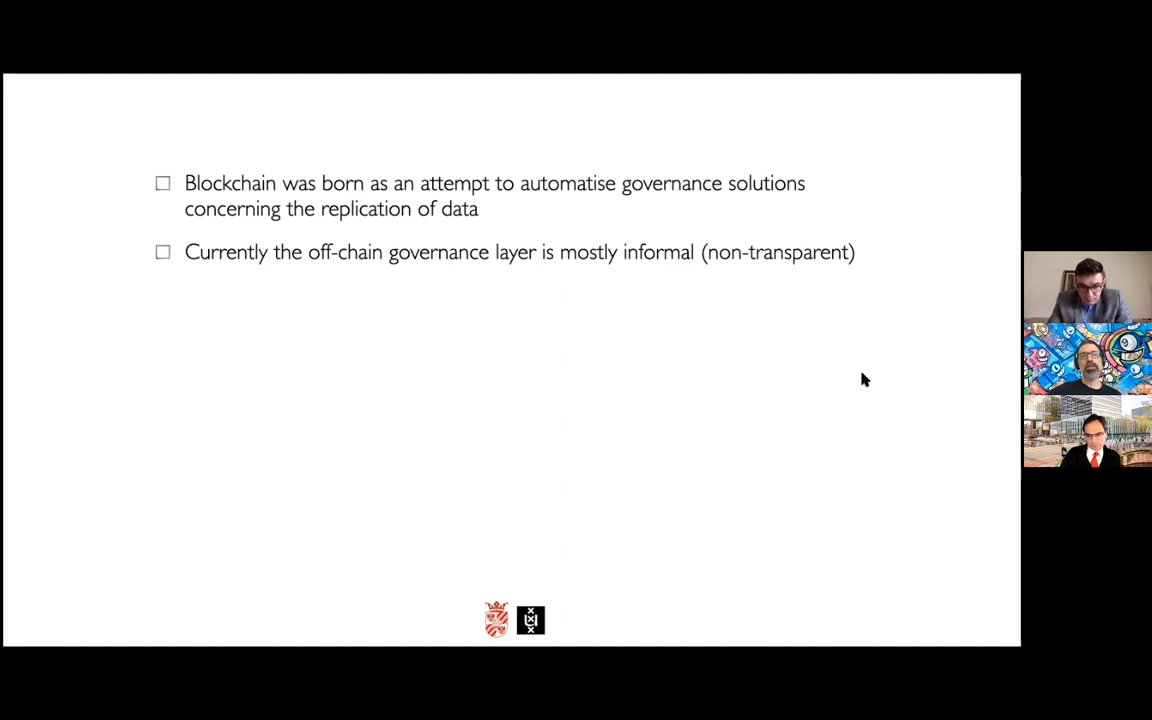 Blockchain was born as an attempt to automatise governance solutions
concerning the replication of data
Currently the off-chain governance layer is mostly informal (non-transparent)